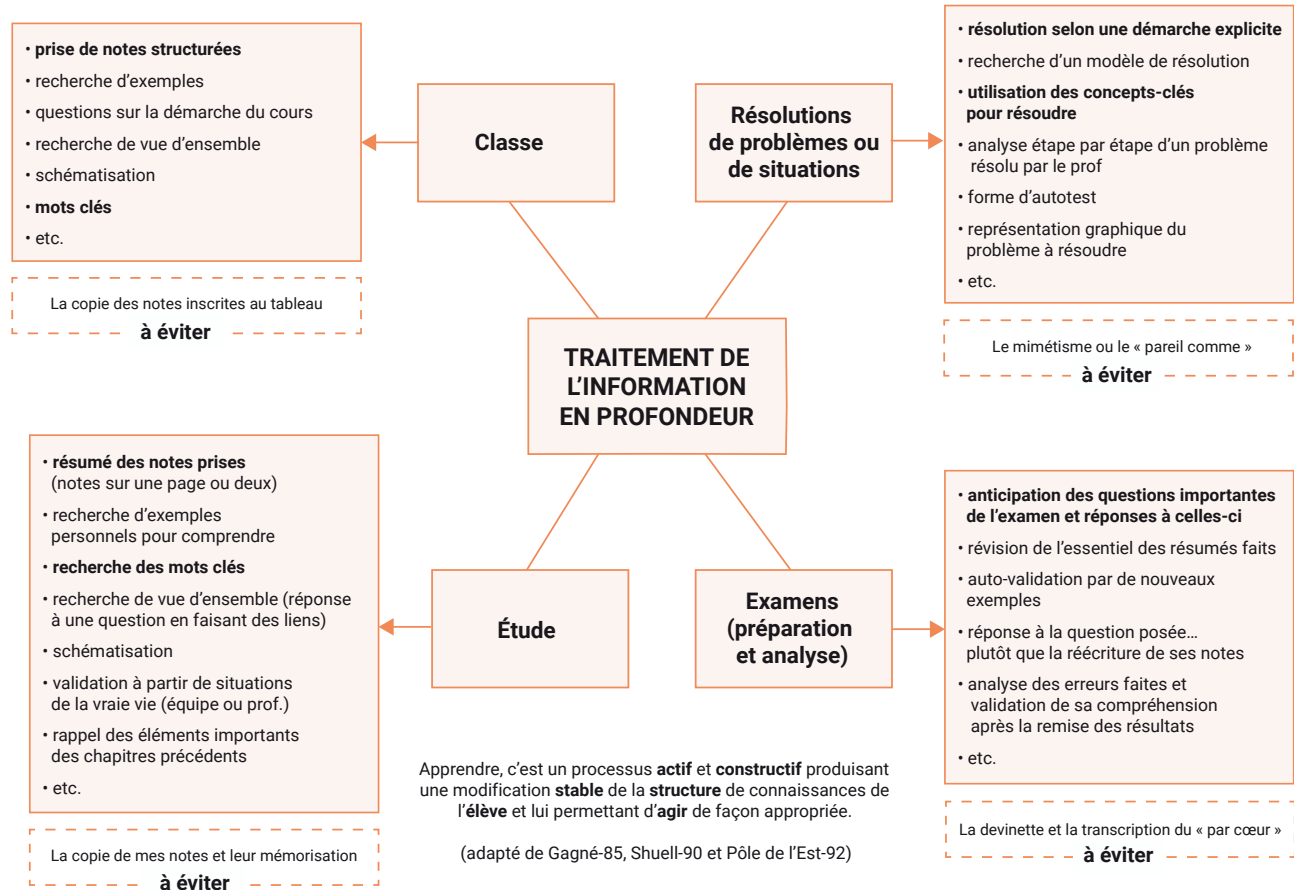 • prise de notes structurées
• recherche d'exemples
• questions sur la démarche du cours
• recherche de vue d'ensemble
• schématisation
• mots clés
• etc.
La copie des notes inscrites au tableau
à éviter
Classe
Résolutions
de problèmes ou
de situations
• résolution selon une démarche explicite
• recherche d'un modèle de résolution
• utilisation des concepts-clés
pour résoudre
• analyse étape par étape d'un problème
résolu par le prof
• forme d'autotest
• représentation graphique du
problème à résoudre
• etc.
Le mimétisme ou le « pareil comme »
à éviter
TRAITEMENT DE
L'INFORMATION
EN PROFONDEUR
• résumé des notes prises
(notes sur une page ou deux)
• recherche d'exemples
personnels pour comprendre
• recherche des mots clés
• recherche de vue d'ensemble (réponse
à une question en faisant des liens)
• schématisation
• validation à partir de situations
de la vraie vie (équipe ou prof.)
• rappel des éléments importants
des chapitres précédents
• etc.
La copie de mes notes et leur mémorisation
à éviter
Étude
Examens
(préparation
et analyse)
• anticipation des questions importantes
de l'examen et réponses à celles-ci
• révision de l'essentiel des résumés faits
• auto-validation par de nouveaux
exemples
• réponse à la question posée...
plutôt que la réécriture de ses notes
• analyse des erreurs faites et
validation de sa compréhension
après la remise des résultats
• etc.
La devinette et la transcription du « par cœur »
à éviter
Apprendre, c'est un processus actif et constructif produisant
une modification stable de la structure de connaissances de
l'élève et lui permettant d'agir de façon appropriée.
(adapté de Gagné-85, Shuell-90 et Pôle de l'Est-92)